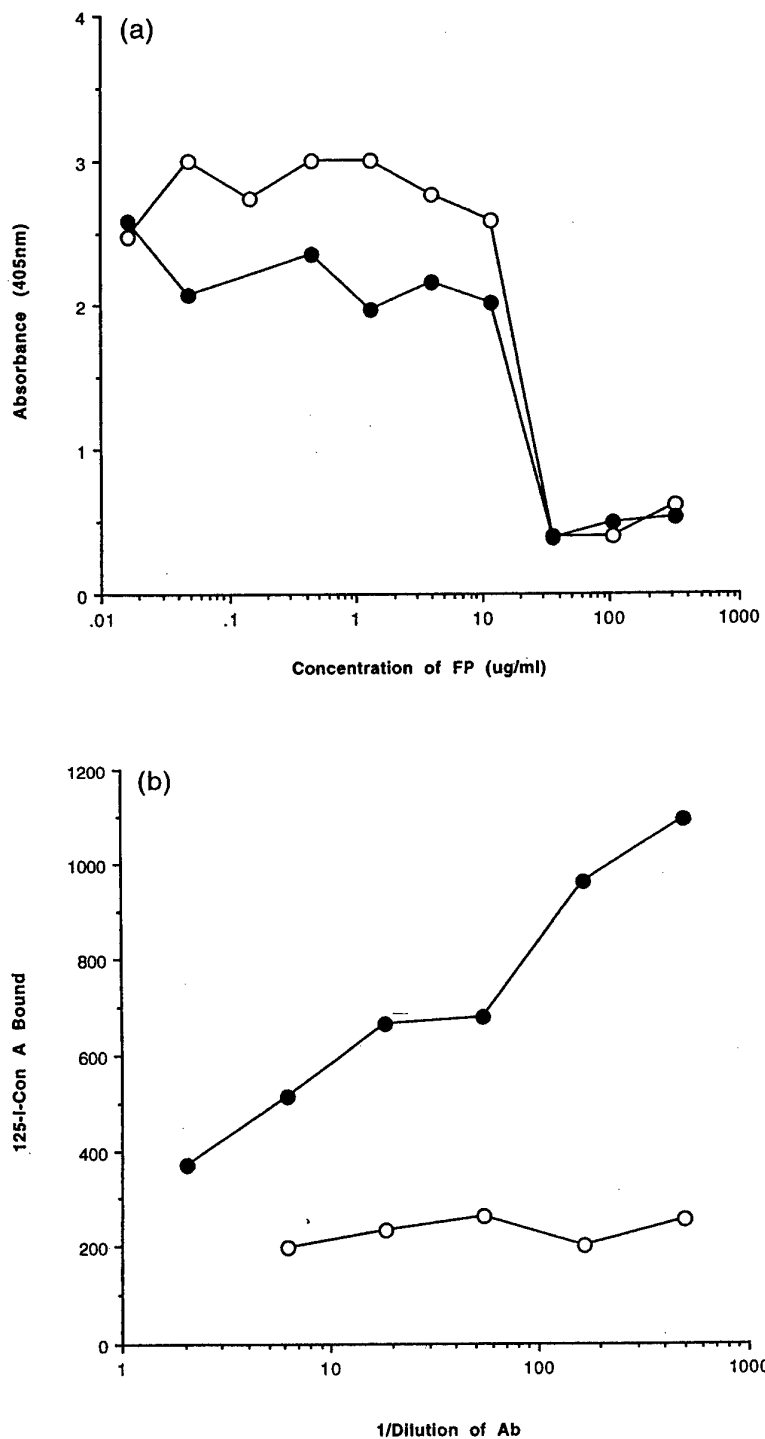 (a)
4
3
2
1
0
Absorbance (405nm)
.01 .1 1 10 100 1000
Concentration of FP (ug/ml)
(b)
1200
1000
800
600
400
200
0
125-I-Con A Bound
1 10 100 1000
1/Dilution of Ab